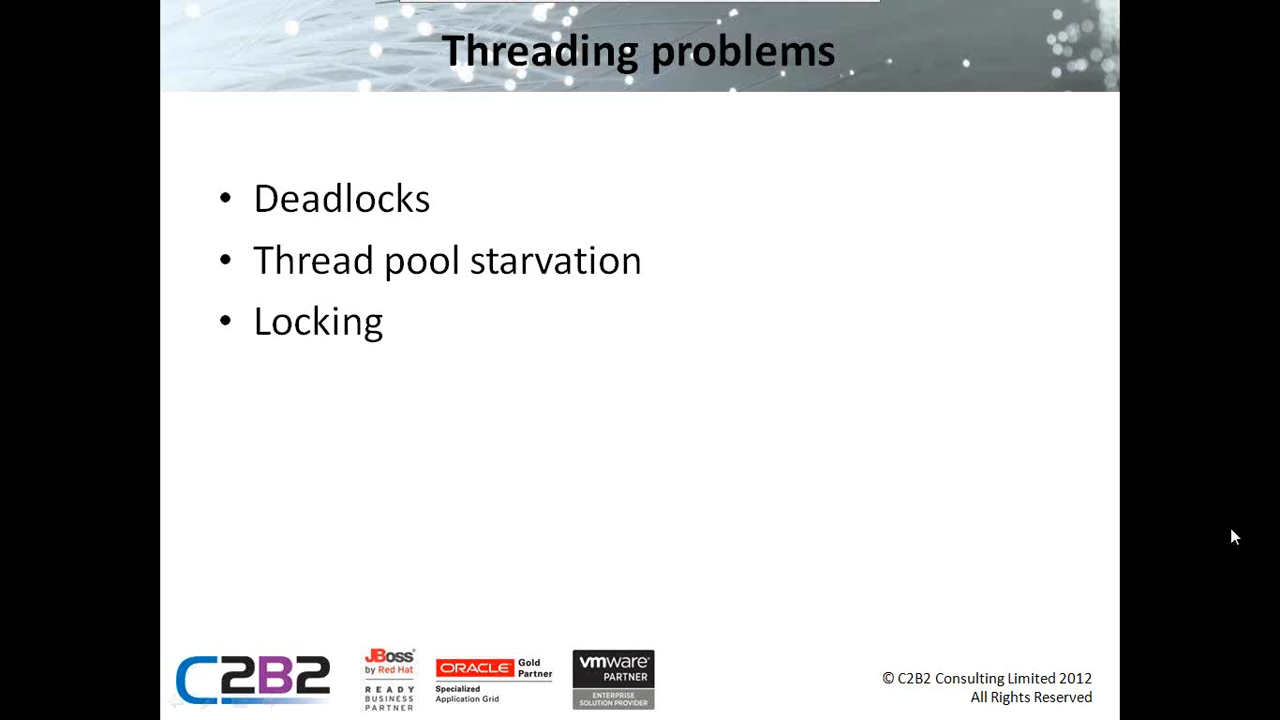 Threading problems
• Deadlocks
• Thread pool starvation
• Locking
C2B2
JBoss
by Red Hat
READY
BUSINESS
PARTNER
ORACLE Gold
Partner
Specialized
Application Grid
vmware
PARTNER
ENTERPRISE
SOLUTION PROVIDER
© C2B2 Consulting Limited 2012
All Rights Reserved